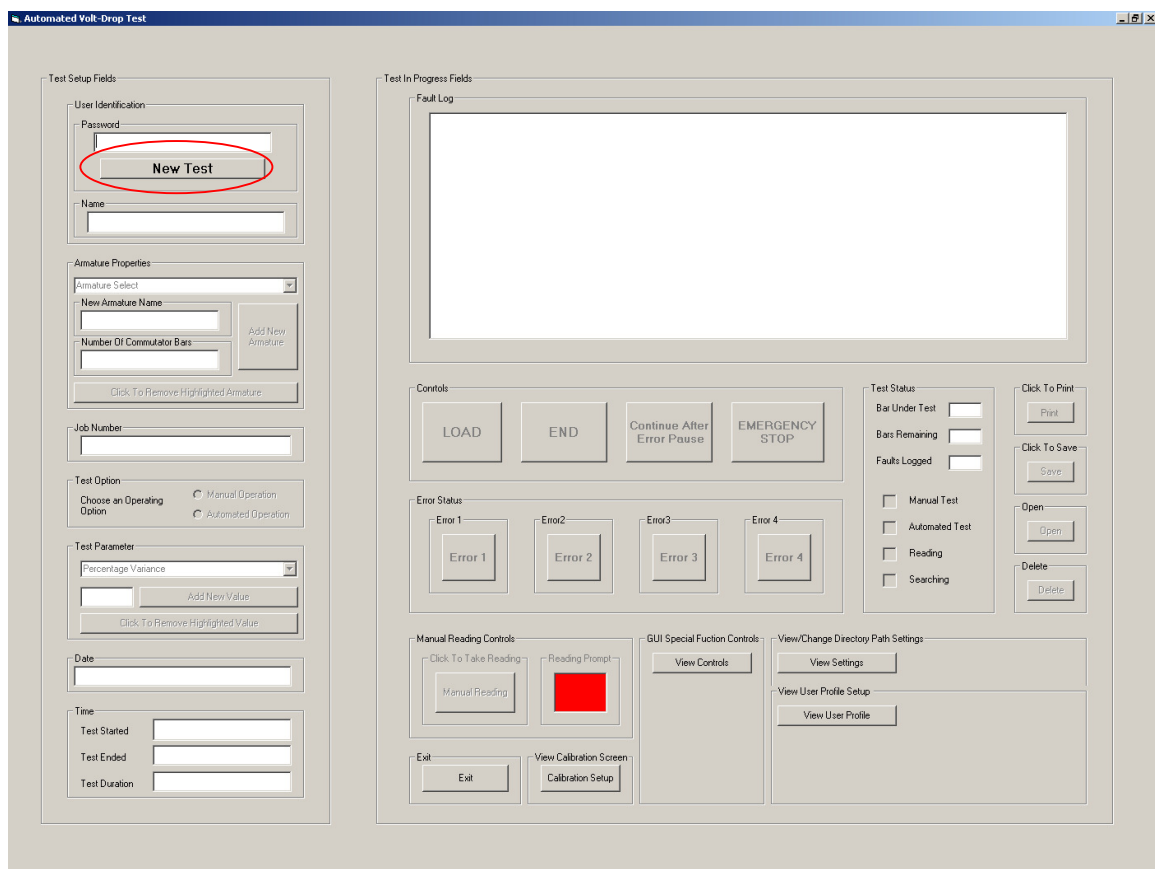 Automated Volt-Drop Test
Test Setup Fields
User Identification
Password
New Test
Name
Armature Properties
Armature Select
New Armature Name
Number Of Commutator Bars
Add New
Armature
Click To Remove Highlighted Armature
Job Number
Test Option
Choose an Operating
Option
Manual Operation
Automated Operation
Test Parameter
Percentage Variance
Add New Value
Click To Remove Highlighted Value
Date
Time
Test Started
Test Ended
Test Duration
Test In Progress Fields
Fault Log
Conrtols
LOAD
END
Continue After
Error Pause
EMERGENCY
STOP
Error Status
Error 1
Error2
Error3
Error 4
Error 1
Error 2
Error 3
Error 4
Test Status
Bar Under Test
Bars Remaining
Faults Logged
Manual Test
Automated Test
Reading
Searching
Click To Print
Print
Click To Save
Save
Open
Open
Delete
Delete
Manual Reading Controls
Click To Take Reading
Manual Reading
Reading Prompt
Exit
Exit
View Calibration Screen
Calibration Setup
GUI Special Fuction Controls
View Controls
View/Change Directory Path Settings
View Settings
View User Profile Setup
View User Profile